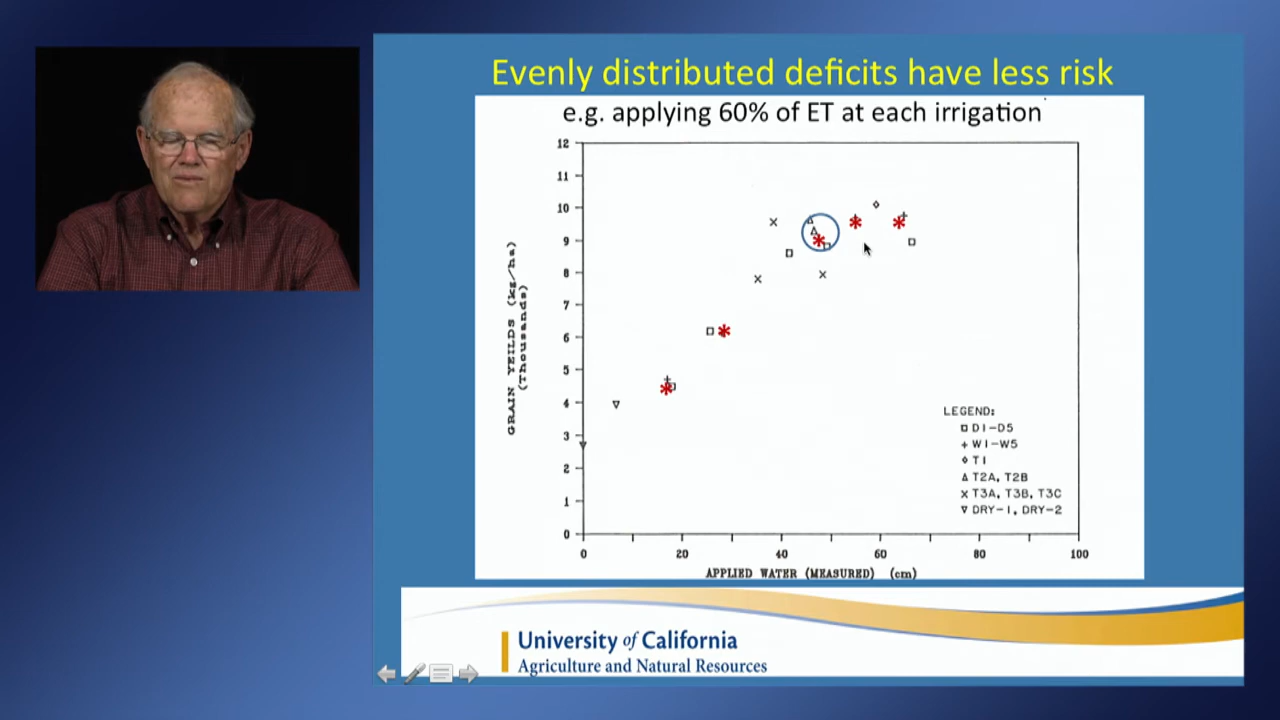 Evenly distributed deficits have less risk
e.g. applying 60% of ET at each irrigation
12
11
10
9
8
7
6
5
4
3
2
1
0
GRAIN YEILDS (kg/ha)
(Thousands)
LEGEND:
D1-D5
W1-W5
T1
T2A, T2B
T3A, T3B, T3C
DRY-1, DRY-2
0 20 40 60 80 100
APPLIED WATER (MEASURED) (cm)
University of California
Agriculture and Natural Resources